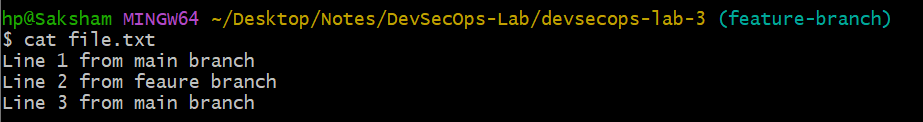 hp@Saksham MINGW64 ~/Desktop/Notes/DevSecOps-Lab/devsecops-lab-3 (feature-branch)
$ cat file.txt
Line 1 from main branch
Line 2 from feaure branch
Line 3 from main branch